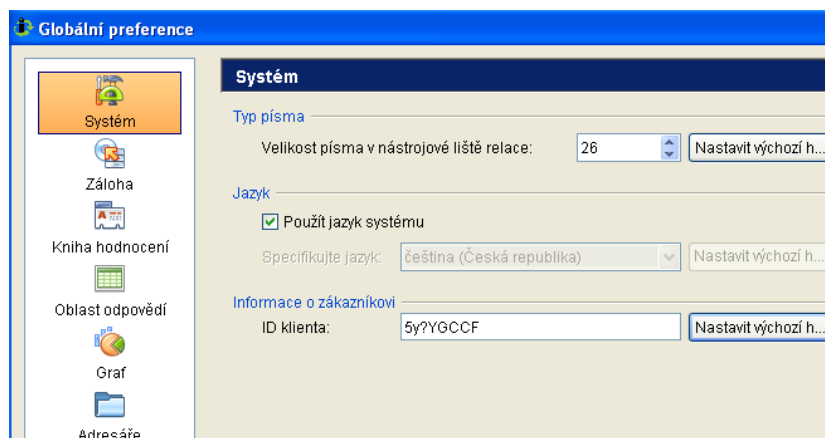 Globální preference
Systém
Záloha
Kniha hodnocení
Oblast odpovědí
Graf
Adresáře
Systém
Typ písma
Velikost písma v nástrojové liště relace: 26 Nastavit výchozí h...
Jazyk
Použít jazyk systému
Specifikujte jazyk: čeština (Česká republika) Nastavit výchozí h...
Informace o zákazníkovi
ID klienta: 5y?YGCCF Nastavit výchozí h...